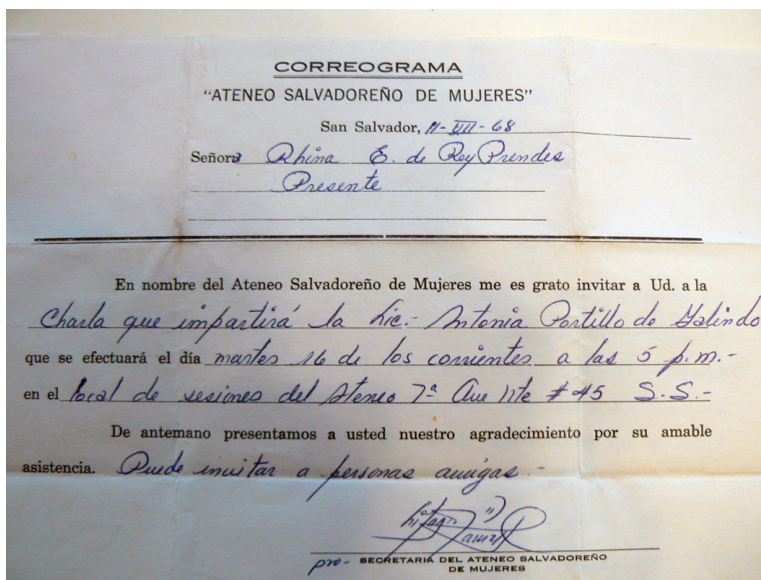 CORREOGRAMA
"ATENEO SALVADOREÑO DE MUJERES"
San Salvador, 11-VII-68
Señora Rhina E. de Rey Prendes
Presente
En nombre del Ateneo Salvadoreño de Mujeres me es grato invitar a Ud. a la
Charla que impartirá la Lic.- Antonia Portillo de Galindo
que se efectuará el día martes 16 de los corrientes a las 5 p.m.-
en el local de sesiones del Ateneo 7ª Ave Nte # 45 S.S.-
De antemano presentamos a usted nuestro agradecimiento por su amable
asistencia. Puede invitar a personas amigas.-
pro- SECRETARIA DEL ATENEO SALVADOREÑO
DE MUJERES